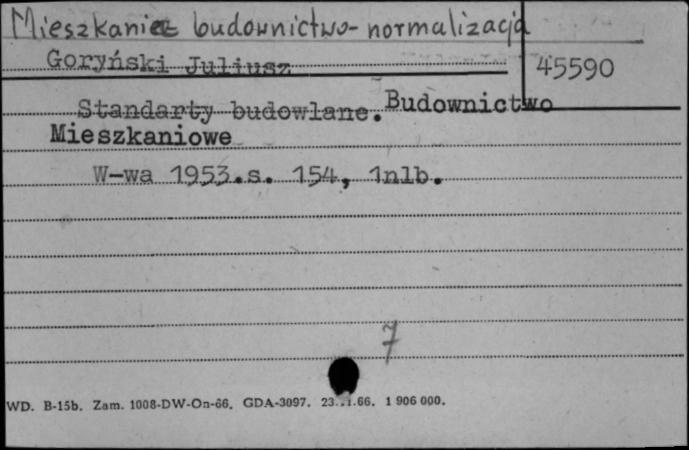 budownictwo - normalizacja
Goryński Juliusz
45590
Standarty budowlane. Budownictwo
Mieszkaniowe
W-wa 1953.s. 154, 1nlb.
7
WD. B-15b. Zam. 1008-DW-On-66. GDA-3097. 1 906 000.